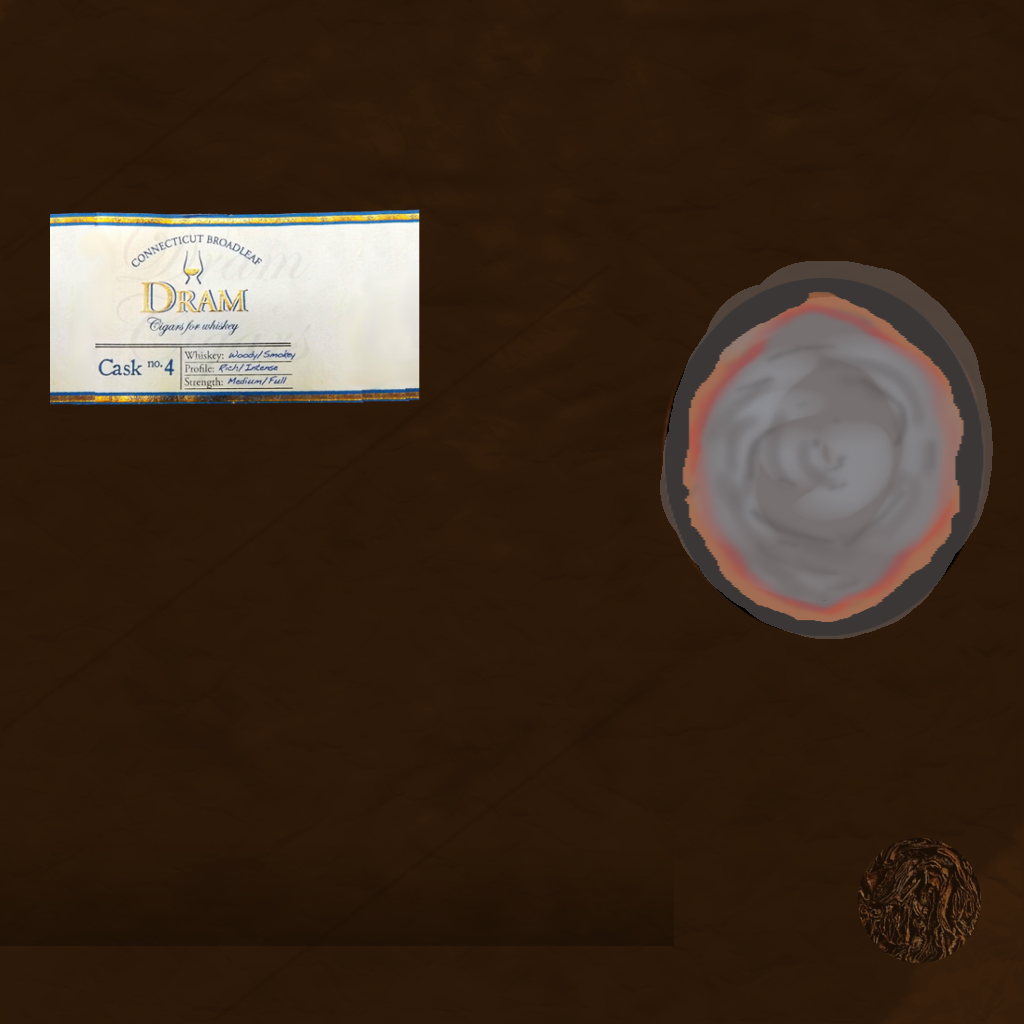 CONNECTICUT BROADLEAF
DRAM
Cigars for whiskey
Cask no. 4
Whiskey: Woody/Smokey
Profile: Rich/Intense
Strength: Medium/Full